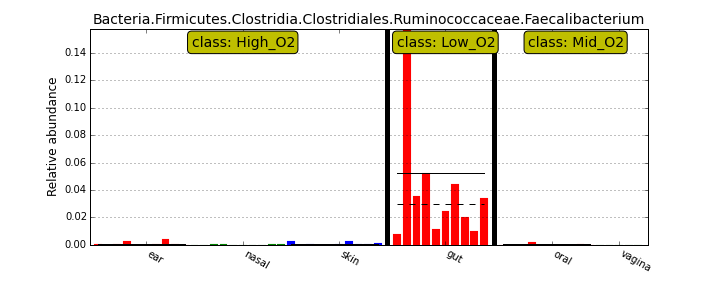 Bacteria.Firmicutes.Clostridia.Clostridiales.Ruminococcaceae.Faecalibacterium
class: High_O2
class: Low_O2
class: Mid_O2
Relative abundance
0.14
0.12
0.10
0.08
0.06
0.04
0.02
0.00
ear
nasal
skin
gut
oral
vagina